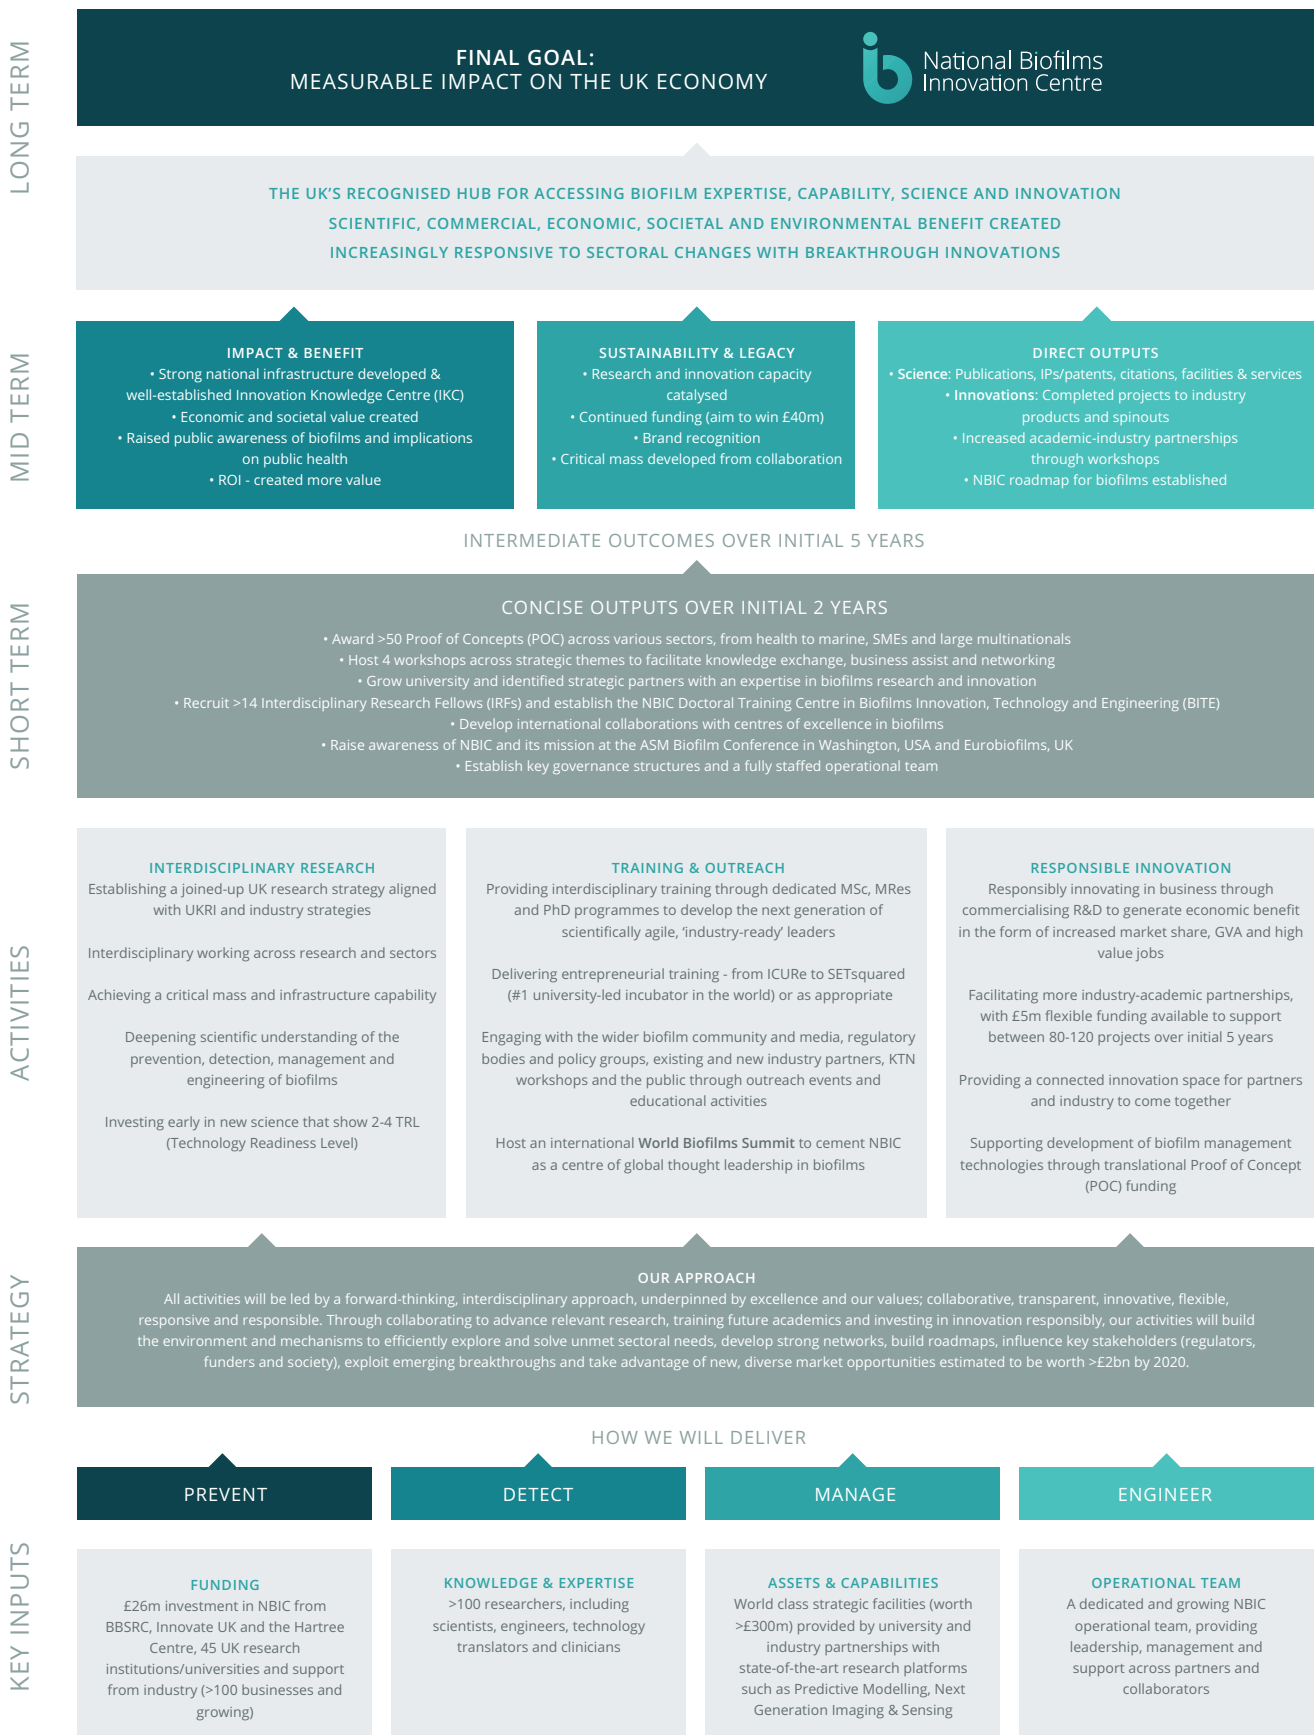 LONG TERM
FINAL GOAL:
MEASURABLE IMPACT ON THE UK ECONOMY
National Biofilms
Innovation Centre
THE UK'S RECOGNISED HUB FOR ACCESSING BIOFILM EXPERTISE, CAPABILITY, SCIENCE AND INNOVATION
SCIENTIFIC, COMMERCIAL, ECONOMIC, SOCIETAL AND ENVIRONMENTAL BENEFIT CREATED
INCREASINGLY RESPONSIVE TO SECTORAL CHANGES WITH BREAKTHROUGH INNOVATIONS
MID TERM
IMPACT & BENEFIT
• Strong national infrastructure developed &
well-established Innovation Knowledge Centre (IKC)
• Economic and societal value created
• Raised public awareness of biofilms and implications
on public health
• ROI - created more value
SUSTAINABILITY & LEGACY
• Research and innovation capacity
catalysed
• Continued funding (aim to win £40m)
• Brand recognition
• Critical mass developed from collaboration
DIRECT OUTPUTS
• Science: Publications, IPs/patents, citations, facilities & services
• Innovations: Completed projects to industry
products and spinouts
• Increased academic-industry partnerships
through workshops
• NBIC roadmap for biofilms established
INTERMEDIATE OUTCOMES OVER INITIAL 5 YEARS
SHORT TERM
CONCISE OUTPUTS OVER INITIAL 2 YEARS
• Award >50 Proof of Concepts (POC) across various sectors, from health to marine, SMEs and large multinationals
• Host 4 workshops across strategic themes to facilitate knowledge exchange, business assist and networking
• Grow university and identified strategic partners with an expertise in biofilms research and innovation
• Recruit >14 Interdisciplinary Research Fellows (IRFs) and establish the NBIC Doctoral Training Centre in Biofilms Innovation, Technology and Engineering (BITE)
• Develop international collaborations with centres of excellence in biofilms
• Raise awareness of NBIC and its mission at the ASM Biofilm Conference in Washington, USA and Eurobiofilms, UK
• Establish key governance structures and a fully staffed operational team
ACTIVITIES
INTERDISCIPLINARY RESEARCH
Establishing a joined-up UK research strategy aligned
with UKRI and industry strategies
Interdisciplinary working across research and sectors
Achieving a critical mass and infrastructure capability
Deepening scientific understanding of the
prevention, detection, management and
engineering of biofilms
Investing early in new science that show 2-4 TRL
(Technology Readiness Level)
TRAINING & OUTREACH
Providing interdisciplinary training through dedicated MSc, MRes
and PhD programmes to develop the next generation of
scientifically agile, 'industry-ready' leaders
Delivering entrepreneurial training - from ICURe to SETsquared
(#1 university-led incubator in the world) or as appropriate
Engaging with the wider biofilm community and media, regulatory
bodies and policy groups, existing and new industry partners, KTN
workshops and the public through outreach events and
educational activities
Host an international World Biofilms Summit to cement NBIC
as a centre of global thought leadership in biofilms
RESPONSIBLE INNOVATION
Responsibly innovating in business through
commercialising R&D to generate economic benefit
in the form of increased market share, GVA and high
value jobs
Facilitating more industry-academic partnerships,
with £5m flexible funding available to support
between 80-120 projects over initial 5 years
Providing a connected innovation space for partners
and industry to come together
Supporting development of biofilm management
technologies through translational Proof of Concept
(POC) funding
STRATEGY
OUR APPROACH
All activities will be led by a forward-thinking, interdisciplinary approach, underpinned by excellence and our values; collaborative, transparent, innovative, flexible,
responsive and responsible. Through collaborating to advance relevant research, training future academics and investing in innovation responsibly, our activities will build
the environment and mechanisms to efficiently explore and solve unmet sectoral needs, develop strong networks, build roadmaps, influence key stakeholders (regulators,
funders and society), exploit emerging breakthroughs and take advantage of new, diverse market opportunities estimated to be worth >£2bn by 2020.
HOW WE WILL DELIVER
PREVENT
DETECT
MANAGE
ENGINEER
KEY INPUTS
FUNDING
£26m investment in NBIC from
BBSRC, Innovate UK and the Hartree
Centre, 45 UK research
institutions/universities and support
from industry (>100 businesses and
growing)
KNOWLEDGE & EXPERTISE
>100 researchers, including
scientists, engineers, technology
translators and clinicians
ASSETS & CAPABILITIES
World class strategic facilities (worth
>£300m) provided by university and
industry partnerships with
state-of-the-art research platforms
such as Predictive Modelling, Next
Generation Imaging & Sensing
OPERATIONAL TEAM
A dedicated and growing NBIC
operational team, providing
leadership, management and
support across partners and
collaborators